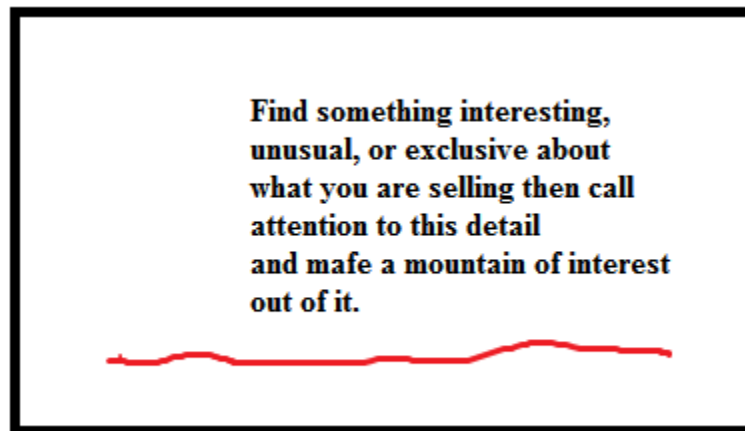 Find something interesting,
unusual, or exclusive about
what you are selling then call
attention to this detail
and mafe a mountain of interest
out of it.